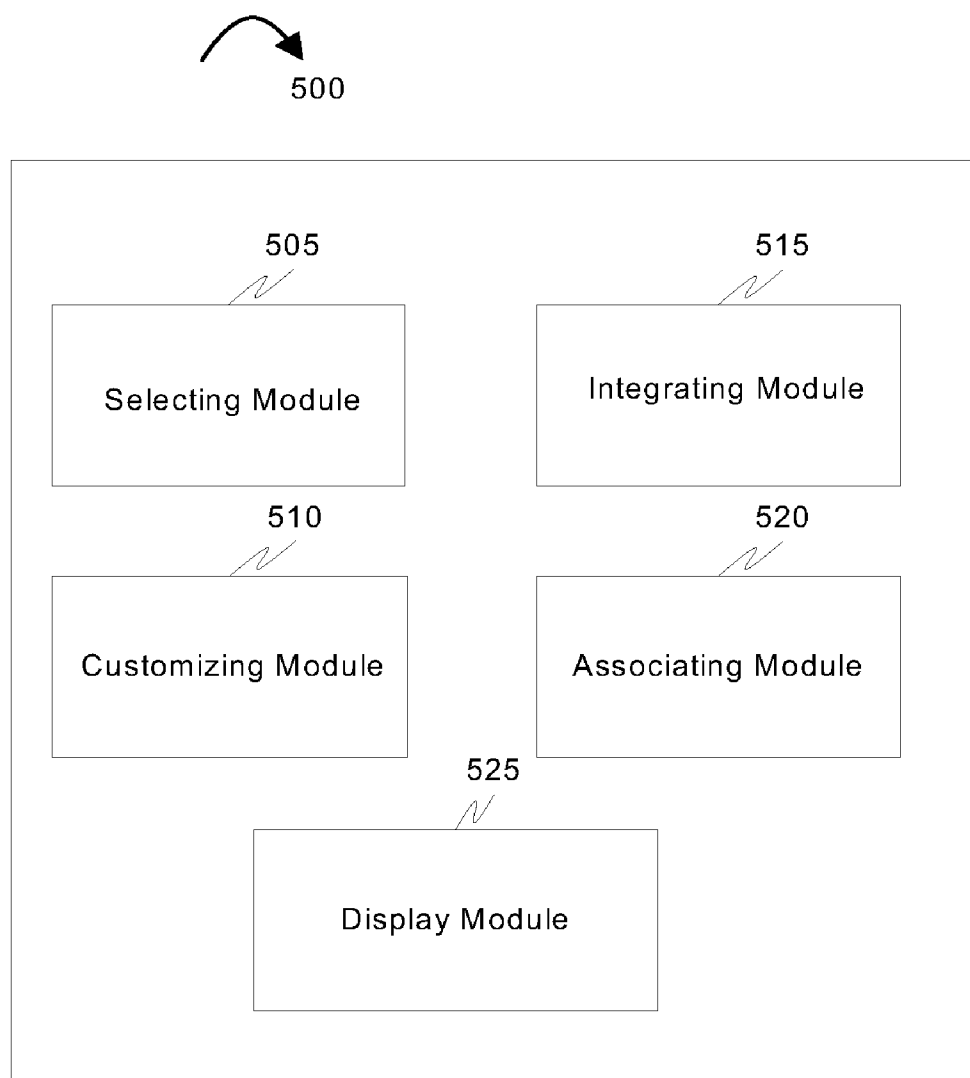 500
505
515
Selecting Module
Integrating Module
510
520
Customizing Module
Associating Module
525
Display Module